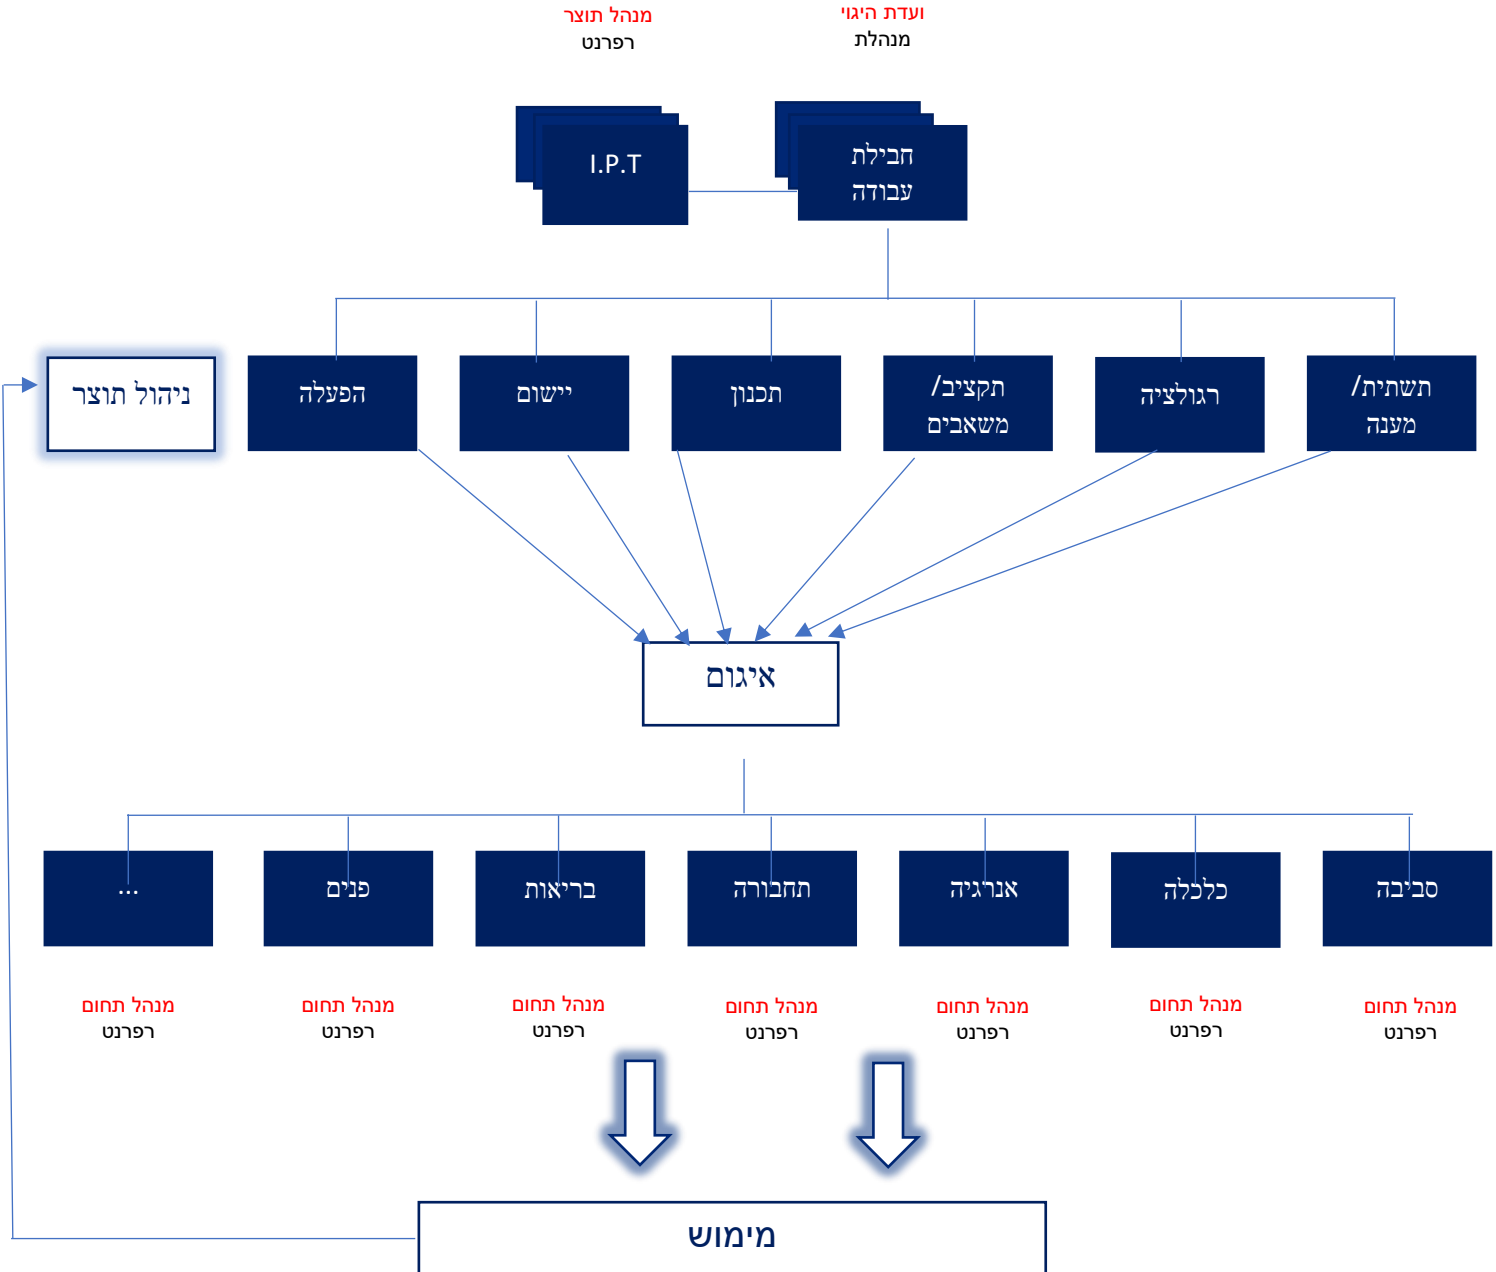 ועדת היגוי
מנהלת
מנהל תוצר
רפרנט
חבילת
עבודה
I.P.T
תשתית/
מענה
רגולציה
תקציב/
משאבים
תכנון
יישום
הפעלה
ניהול תוצר
איגום
סביבה
כלכלה
אנרגיה
תחבורה
בריאות
פנים
...
מנהל תחום
רפרנט
מנהל תחום
רפרנט
מנהל תחום
רפרנט
מנהל תחום
רפרנט
מנהל תחום
רפרנט
מנהל תחום
רפרנט
מנהל תחום
רפרנט
מימוש